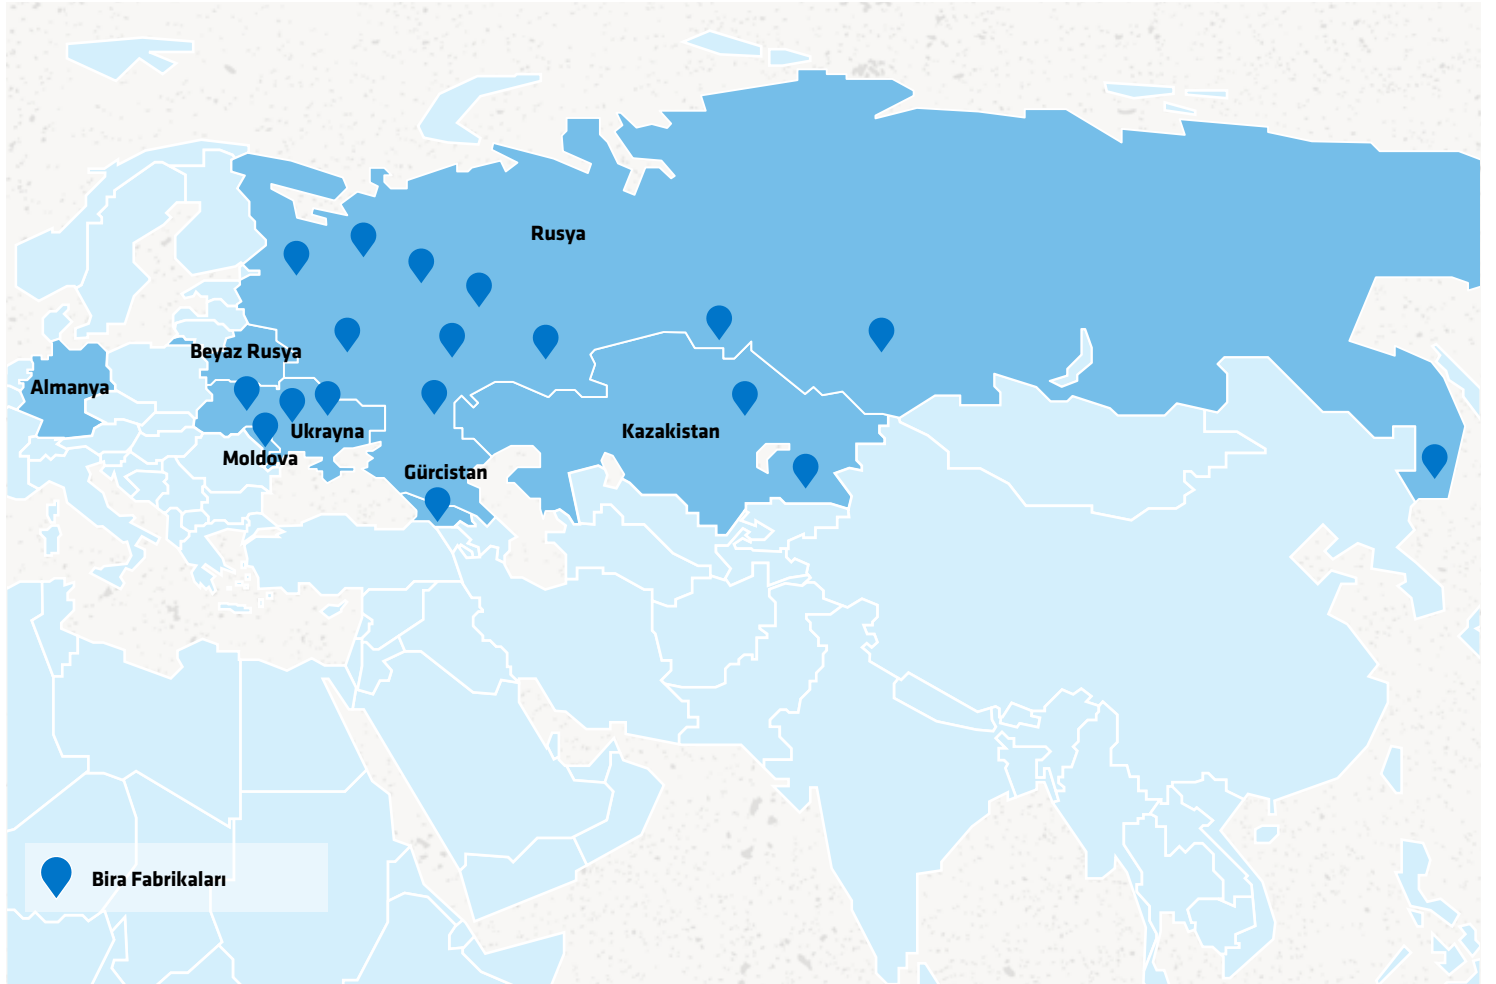 Rusya
Beyaz Rusya
Almanya
Ukrayna
Kazakistan
Moldova
Gürcistan
Bira Fabrikaları